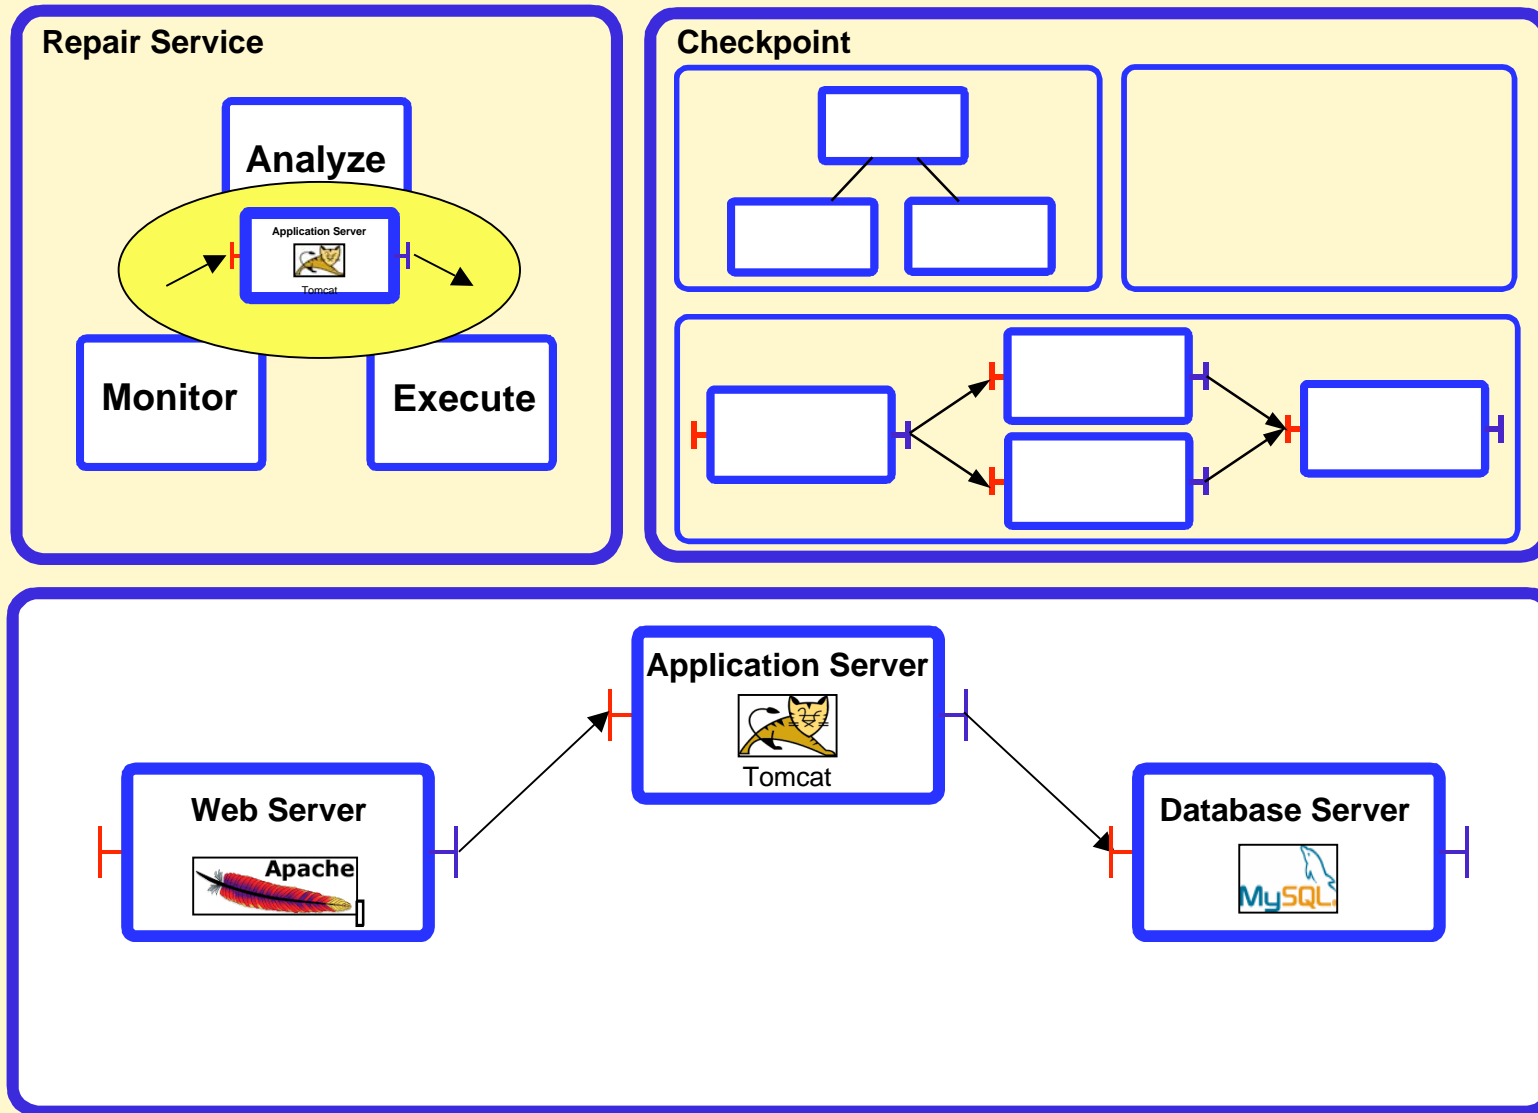 Repair Service
Analyze
Application Server
Tomcat
Monitor
Execute
Checkpoint
Application Server
Tomcat
Web Server
Apache
Database Server
MySQL